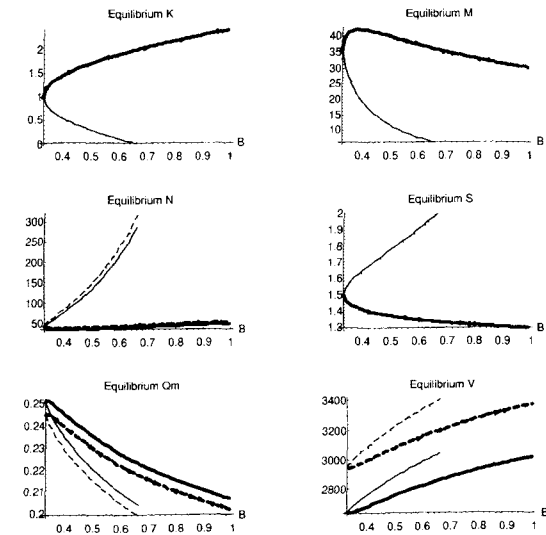 Equilibrium K
Equilibrium M
2
1.5
1
0.5
0
0.4 0.5 0.6 0.7 0.8 0.9 1
B
40
35
30
25
20
15
10
0.4 0.5 0.6 0.7 0.8 0.9 1
B
Equilibrium N
Equilibrium S
300
250
200
150
100
50
0.4 0.5 0.6 0.7 0.8 0.9 1
B
2
1.9
1.8
1.7
1.6
1.5
1.4
1.3
0.4 0.5 0.6 0.7 0.8 0.9 1
B
Equilibrium Qm
Equilibrium V
0.25
0.24
0.23
0.22
0.21
0.2
0.4 0.5 0.6 0.7 0.8 0.9 1
B
3400
3200
3000
2800
0.4 0.5 0.6 0.7 0.8 0.9 1
B